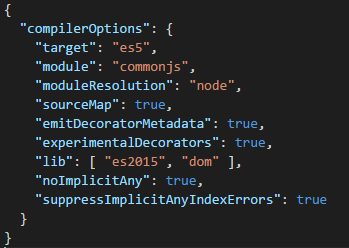 {
"compilerOptions": {
"target": "es5",
"module": "commonjs",
"moduleResolution": "node",
"sourceMap": true,
"emitDecoratorMetadata": true,
"experimentalDecorators": true,
"lib": [ "es2015", "dom" ],
"noImplicitAny": true,
"suppressImplicitAnyIndexErrors": true
}
}